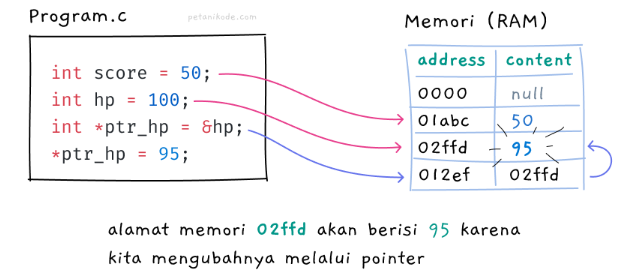 Program.c
petanikode.com
int score = 50;
int hp = 100;
int *ptr_hp = &hp;
*ptr_hp = 95;
Memori (RAM)
address content
0000 null
01abc 50
02ffd 95
012ef 02ffd
alamat memori 02ffd akan berisi 95 karena
kita mengubahnya melalui pointer